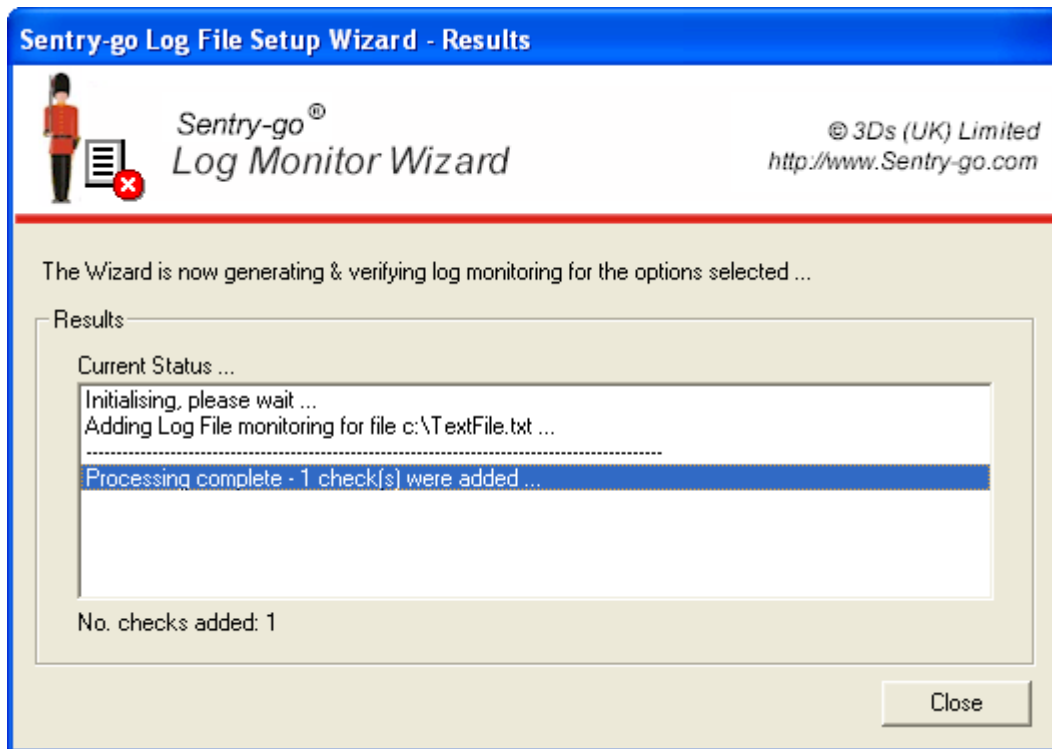 Sentry-go Log File Setup Wizard - Results
Sentry-go®
Log Monitor Wizard
© 3Ds (UK) Limited
http://www.Sentry-go.com
The Wizard is now generating & verifying log monitoring for the options selected ...
Results
Current Status ...
Initialising, please wait ...
Adding Log File monitoring for file c:\TextFile.txt ...
--------------------------------------------------------------------------------------------------
Processing complete - 1 check(s) were added ...
No. checks added: 1
Close